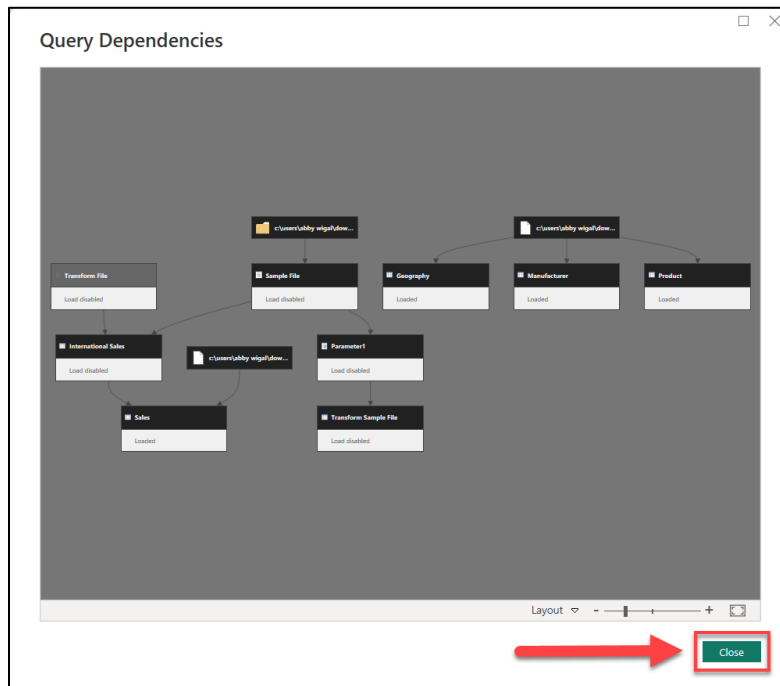 Query Dependencies
c:\users\abby wigal\dow...
c:\users\abby wigal\dow...
Transform File
Load disabled
Sample File
Load disabled
Geography
Loaded
Manufacturer
Loaded
Product
Loaded
International Sales
Load disabled
c:\users\abby wigal\dow...
Parameter1
Load disabled
Sales
Loaded
Transform Sample File
Load disabled
Layout
Close